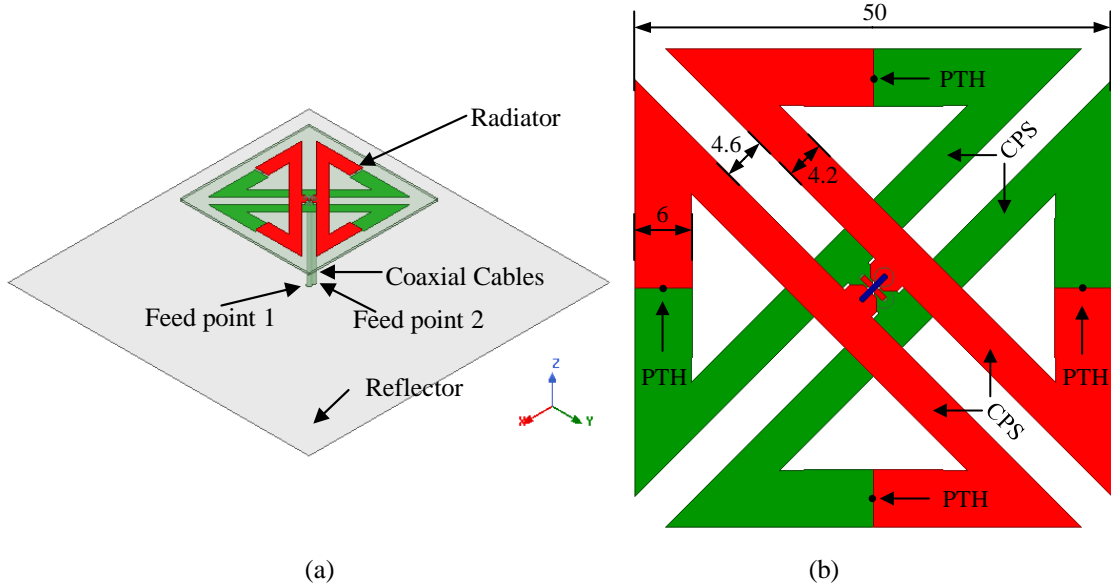 Radiator
Coaxial Cables
Feed point 1
Feed point 2
Reflector
Z
X
Y
(a)
50
PTH
CPS
4.6
4.2
6
PTH
PTH
CPS
PTH
(b)